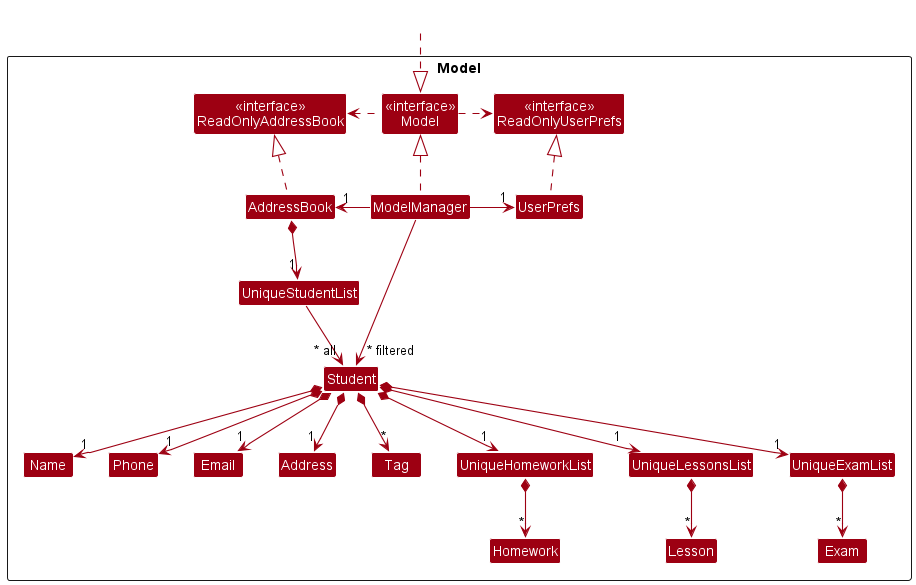 Model
«interface»
ReadOnlyAddressBook
«interface»
Model
«interface»
ReadOnlyUserPrefs
AddressBook
1
ModelManager
1
UserPrefs
1
UniqueStudentList
* all
* filtered
Student
1
1
1
1
*
1
1
1
Name
Phone
Email
Address
Tag
UniqueHomeworkList
UniqueLessonsList
UniqueExamList
*
*
*
Homework
Lesson
Exam